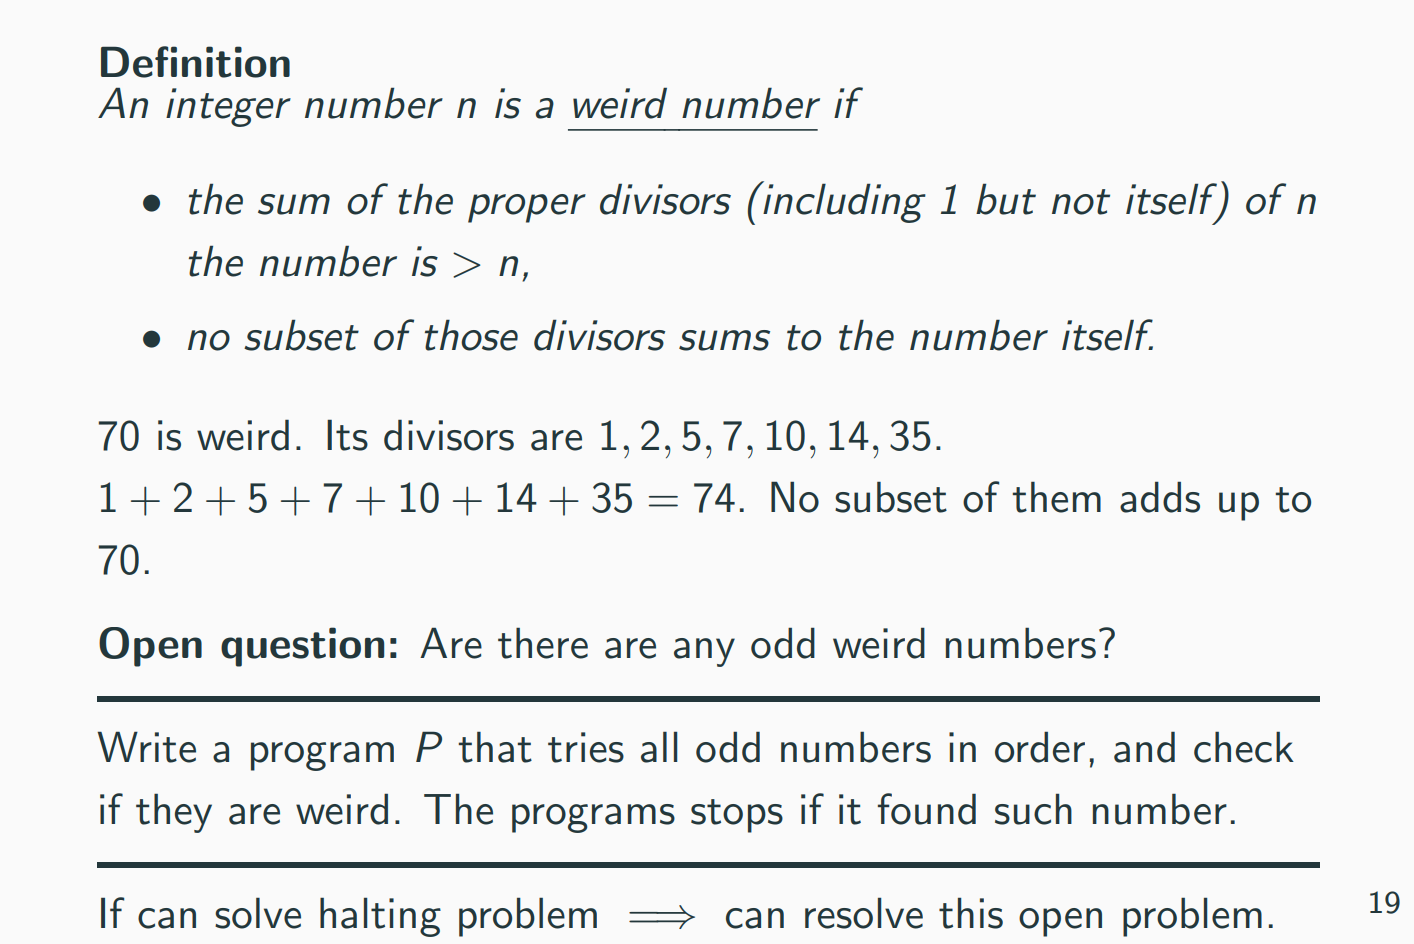 Definition
An integer number n is a weird number if
• the sum of the proper divisors (including 1 but not itself) of n
the number is > n,
• no subset of those divisors sums to the number itself.
70 is weird. Its divisors are 1, 2, 5, 7, 10, 14, 35.
1 + 2 + 5 + 7 + 10 + 14 + 35 = 74. No subset of them adds up to
70.
Open question: Are there are any odd weird numbers?
Write a program P that tries all odd numbers in order, and check
if they are weird. The programs stops if it found such number.
If can solve halting problem ⟹ can resolve this open problem.
19